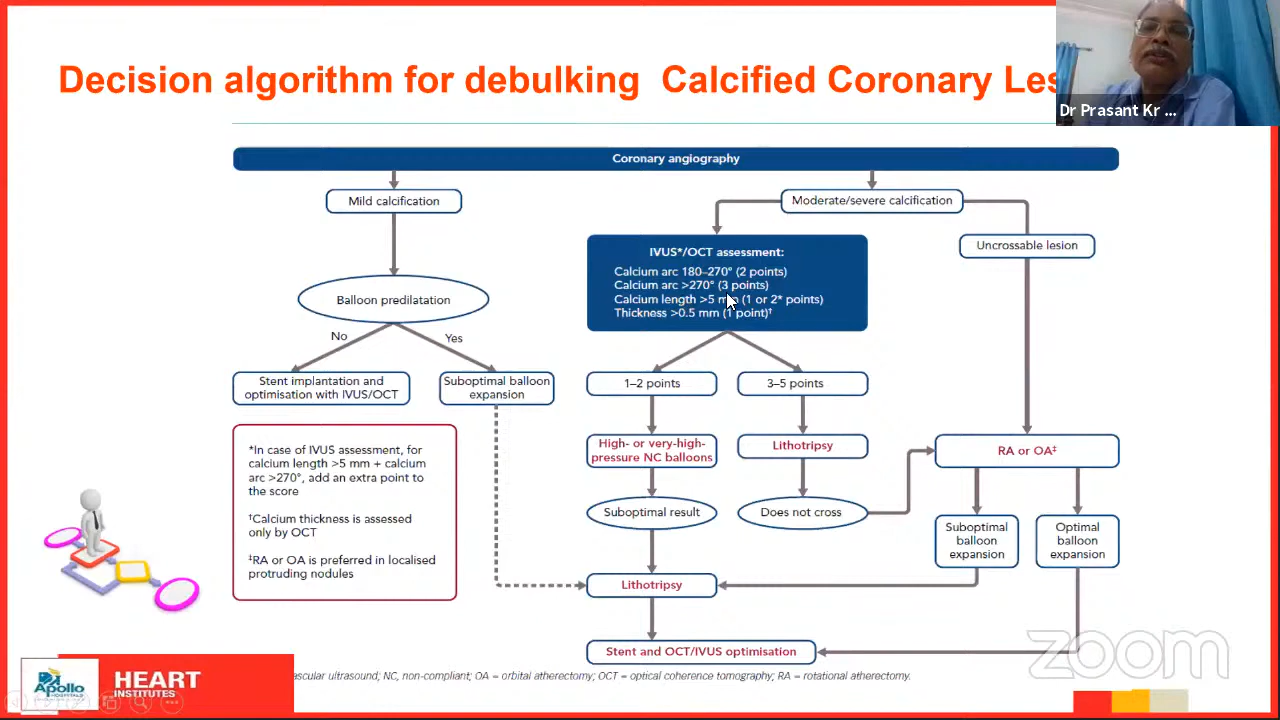 Decision algorithm for debulking Calcified Coronary Les
Dr Prasant Kr ...
Coronary angiography
Mild calcification
Moderate/severe calcification
Uncrossable lesion
IVUS*/OCT assessment:
Calcium arc 180–270° (2 points)
Calcium arc >270° (3 points)
Calcium length >5 mm (1 or 2* points)
Thickness >0.5 mm (1 point)†
Balloon predilatation
No
Yes
Stent implantation and
optimisation with IVUS/OCT
Suboptimal balloon
expansion
1–2 points
3–5 points
High- or very-high-
pressure NC balloons
Lithotripsy
RA or OA‡
Suboptimal result
Does not cross
Suboptimal
balloon
expansion
Optimal
balloon
expansion
*In case of IVUS assessment, for
calcium length >5 mm + calcium
arc >270°, add an extra point to
the score
†Calcium thickness is assessed
only by OCT
‡RA or OA is preferred in localised
protruding nodules
Lithotripsy
Stent and OCT/IVUS optimisation
zoom
ascular ultrasound; NC, non-compliant; OA = orbital atherectomy; OCT = optical coherence tomography; RA = rotational atherectomy.
Apollo
HOSPITALS
HEART
INSTITUTES